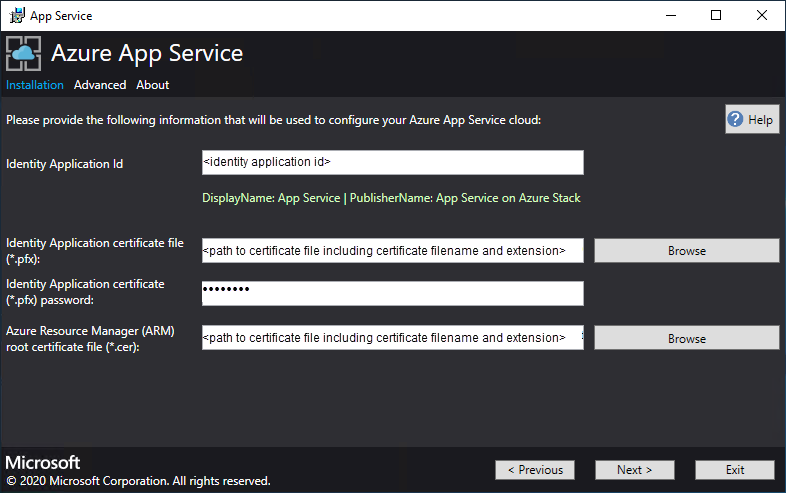 App Service
Azure App Service
Installation Advanced About
Please provide the following information that will be used to configure your Azure App Service cloud:
Help
Identity Application Id
<identity application id>
DisplayName: App Service | PublisherName: App Service on Azure Stack
Identity Application certificate file
(*.pfx):
<path to certificate file including certificate filename and extension>
Browse
Identity Application certificate
(*.pfx) password:
••••••••
Azure Resource Manager (ARM)
root certificate file (*.cer):
<path to certificate file including certificate filename and extension>
Browse
Microsoft
© 2020 Microsoft Corporation. All rights reserved.
< Previous
Next >
Exit